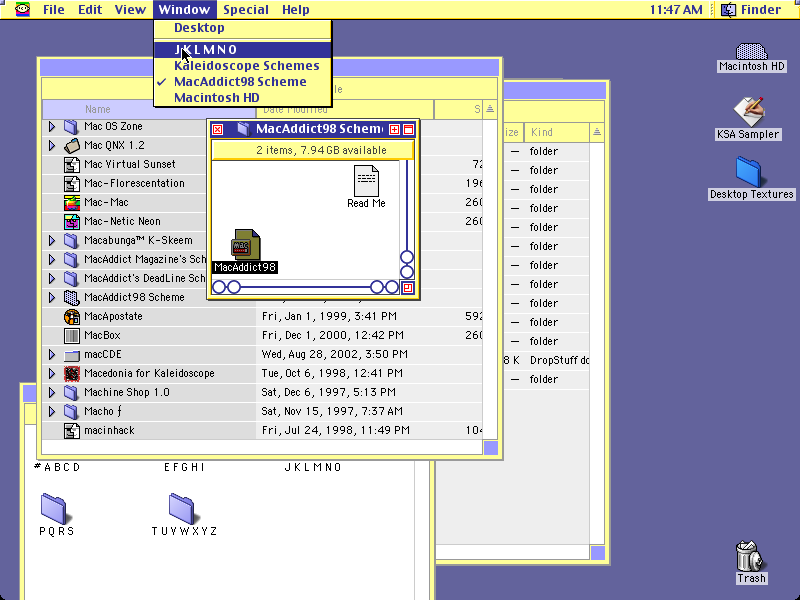 File Edit View Window Special Help 11:47 AM Finder
Desktop
J K L M N O
Kaleidoscope Schemes
✓ MacAddict98 Scheme
Macintosh HD
Macintosh HD
KSA Sampler
Desktop Textures
Trash
le
Name Date Modified S
Mac OS Zone
Mac QNX 1.2
Mac Virtual Sunset 72
Mac-Florescentation 196
Mac-Mac 260
Mac-Netic Neon 260
Macabunga™ K-Skeem
MacAddict Magazine's Sch
MacAddict's DeadLine Sch
MacAddict98 Scheme
MacApostate Fri, Jan 1, 1999, 3:41 PM 592
MacBox Fri, Dec 1, 2000, 12:42 PM 260
macCDE Wed, Aug 28, 2002, 3:50 PM
Macedonia for Kaleidoscope Tue, Oct 6, 1998, 12:41 PM
Machine Shop 1.0 Sat, Dec 6, 1997, 5:13 PM
Macho ƒ Sat, Nov 15, 1997, 7:37 AM
macinhack Fri, Jul 24, 1998, 11:49 PM 104
MacAddict98 Schem
2 items, 7.94 GB available
Read Me
MacAddict98
ize Kind
— folder
— folder
— folder
— folder
— folder
— folder
— folder
— folder
— folder
— folder
— folder
8 K DropStuff do
— folder
#ABCD EFGHI JKLMNO
PQRS TUVWXYZ